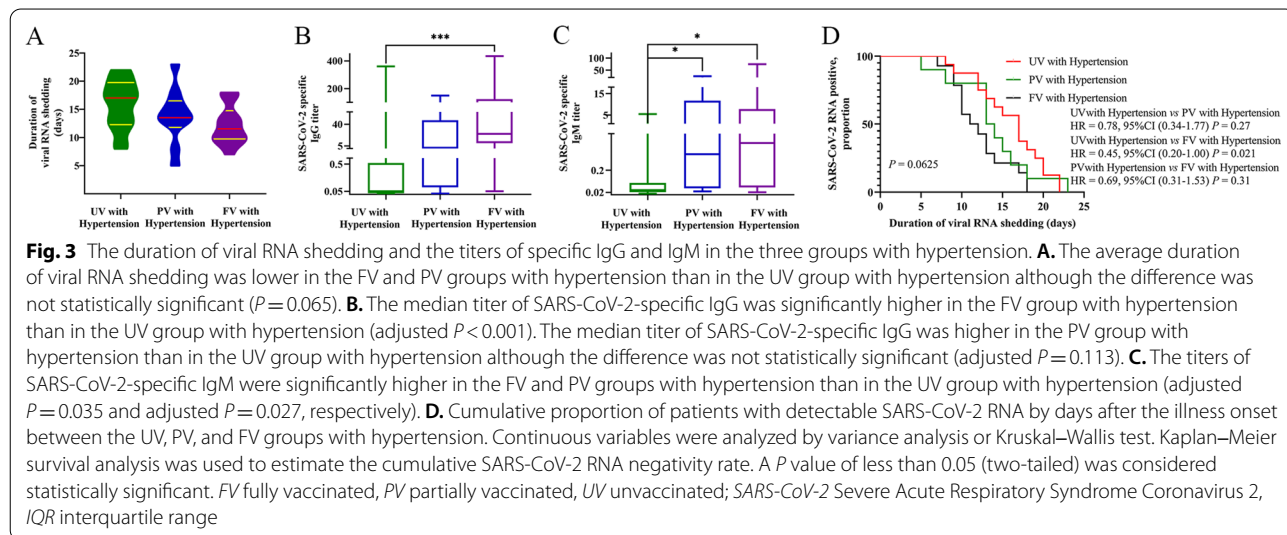 A
Duration of
viral RNA shedding
(days)
25
20
15
10
5
0
UV with
Hypertension
PV with
Hypertension
FV with
Hypertension
B
SARS-CoV-2 specific
IgG titer
400
200
40
5
0.5
0.05
***
UV with
Hypertension
PV with
Hypertension
FV with
Hypertension
C
SARS-CoV-2 specific
IgM titer
100
50
15
5
0.2
0.02
*
*
UV with
Hypertension
PV with
Hypertension
FV with
Hypertension
D
SARS-CoV-2 RNA positive,
proportion
100
50
0
0
5
10
15
20
25
Duration of viral RNA shedding (days)
P = 0.0625
UV with Hypertension
PV with Hypertension
FV with Hypertension
UVwith Hypertension vs PV with Hypertension
HR = 0.78, 95%CI (0.34-1.77) P = 0.27
UVwith Hypertension vs FV with Hypertension
HR = 0.45, 95%CI (0.20-1.00) P = 0.021
PVwith Hypertension vs FV with Hypertension
HR = 0.69, 95%CI (0.31-1.53) P = 0.31
Fig. 3 The duration of viral RNA shedding and the titers of specific IgG and IgM in the three groups with hypertension. A. The average duration
of viral RNA shedding was lower in the FV and PV groups with hypertension than in the UV group with hypertension although the difference was
not statistically significant (P = 0.065). B. The median titer of SARS-CoV-2-specific IgG was significantly higher in the FV group with hypertension
than in the UV group with hypertension (adjusted P < 0.001). The median titer of SARS-CoV-2-specific IgG was higher in the PV group with
hypertension than in the UV group with hypertension although the difference was not statistically significant (adjusted P = 0.113). C. The titers of
SARS-CoV-2-specific IgM were significantly higher in the FV and PV groups with hypertension than in the UV group with hypertension (adjusted
P = 0.035 and adjusted P = 0.027, respectively). D. Cumulative proportion of patients with detectable SARS-CoV-2 RNA by days after the illness onset
between the UV, PV, and FV groups with hypertension. Continuous variables were analyzed by variance analysis or Kruskal–Wallis test. Kaplan–Meier
survival analysis was used to estimate the cumulative SARS-CoV-2 RNA negativity rate. A P value of less than 0.05 (two-tailed) was considered
statistically significant. FV fully vaccinated, PV partially vaccinated, UV unvaccinated; SARS-CoV-2 Severe Acute Respiratory Syndrome Coronavirus 2,
IQR interquartile range